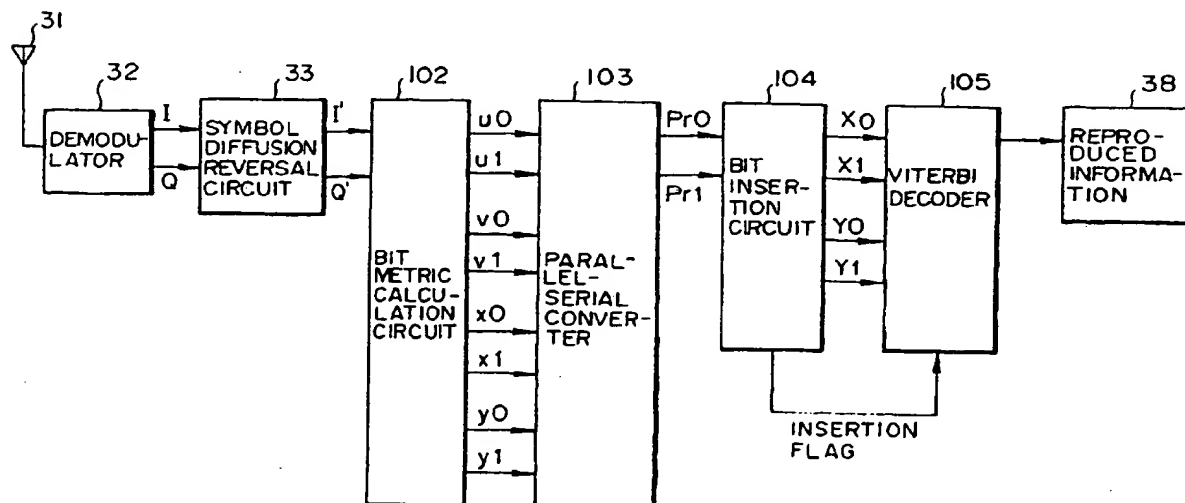 31
32
33
102
103
104
105
38
DEMODU-
LATOR
I
Q
SYMBOL
DIFFUSION
REVERSAL
CIRCUIT
I'
Q'
BIT
METRIC
CALCU-
LATION
CIRCUIT
u0
u1
v0
v1
x0
x1
y0
y1
PARAL-
LEL-
SERIAL
CONVER-
TER
Pr0
Pr1
BIT
INSER-
TION
CIRCUIT
X0
X1
Y0
Y1
VITERBI
DECODER
REPRO-
DUCED
INFORMA-
TION
INSERTION
FLAG